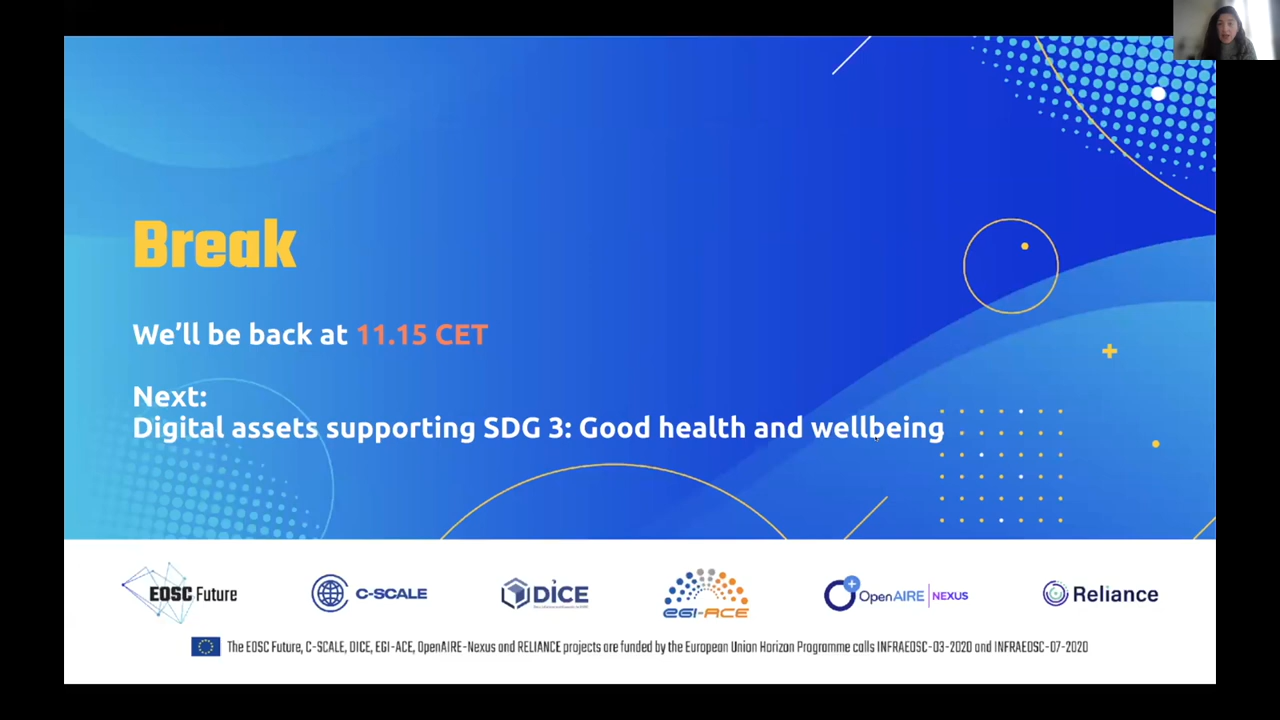 Break
We’ll be back at 11.15 CET
Next:
Digital assets supporting SDG 3: Good health and wellbeing
EOSC Future
C-SCALE
DICE
EGI-ACE
OpenAIRE NEXUS
Reliance
The EOSC Future, C-SCALE, DICE, EGI-ACE, OpenAIRE-Nexus and RELIANCE projects are funded by the European Union Horizon Programme calls INFRAEOSC-03-2020 and INFRAEOSC-07-2020